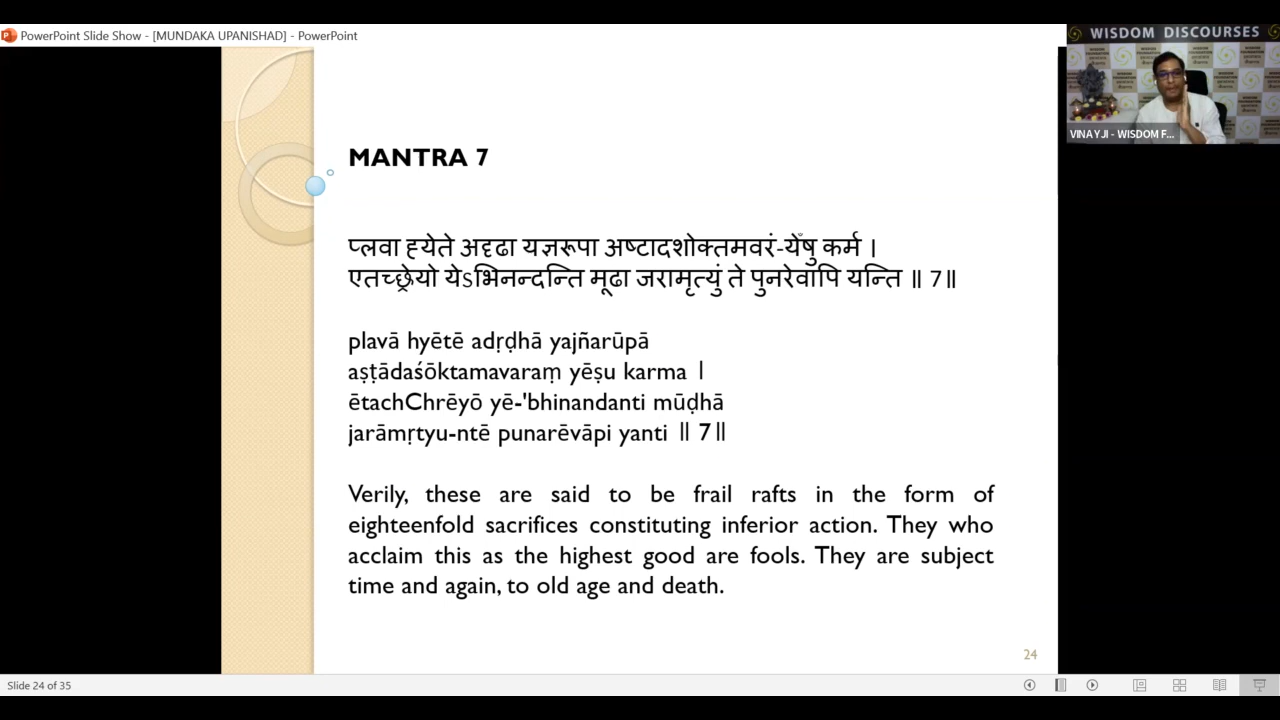 PowerPoint Slide Show - [MUNDAKA UPANISHAD] - PowerPoint
WISDOM DISCOURSES
VINAYJI - WISDOM F...
MANTRA 7
प्लवा ह्येते अदृढा यज्ञरूपा अष्टादशोक्तमवरं-येँषु कर्म ।
एतच्छ्रेयो येऽभिनन्दन्ति मूढा जरामृत्युं ते पुनरेवापि यन्ति ॥ 7॥
plavā hyētē adṛḍhā yajñarūpā
aṣṭādaśōktamavaraṃ yēṣu karma ।
ētachChrēyō yē-'bhinandanti mūḍhā
jarāmṛtyu-ntē punarēvāpi yanti ॥ 7॥
Verily, these are said to be frail rafts in the form of
eighteenfold sacrifices constituting inferior action. They who
acclaim this as the highest good are fools. They are subject
time and again, to old age and death.
24
Slide 24 of 35